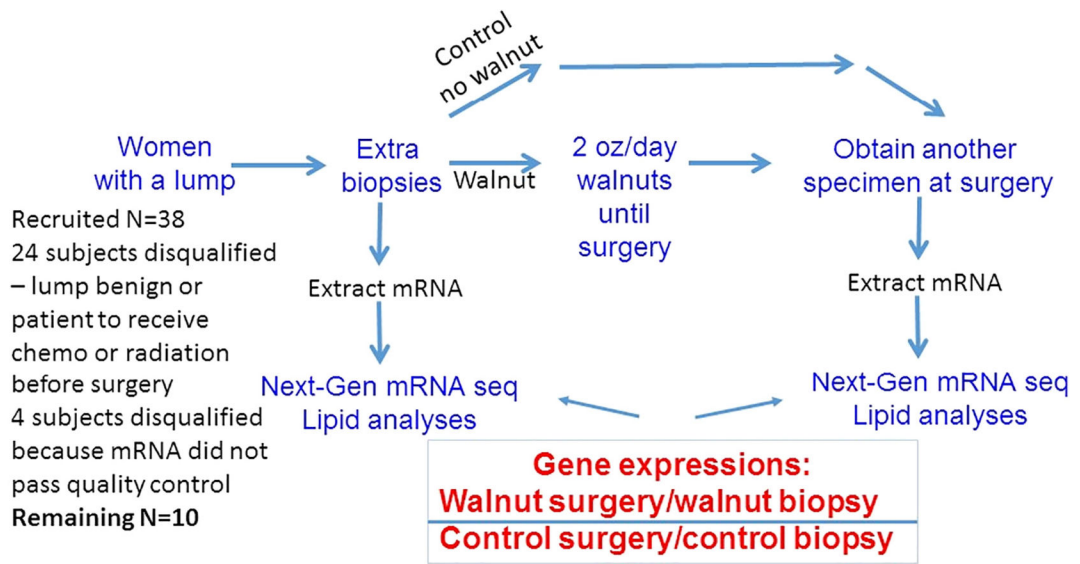 Control
no walnut
Women
with a lump
Extra
biopsies
Walnut
2 oz/day
walnuts
until
surgery
Obtain another
specimen at surgery
Recruited N=38
24 subjects disqualified
– lump benign or
patient to receive
chemo or radiation
before surgery
4 subjects disqualified
because mRNA did not
pass quality control
Remaining N=10
Extract mRNA
Next-Gen mRNA seq
Lipid analyses
Extract mRNA
Next-Gen mRNA seq
Lipid analyses
Gene expressions:
Walnut surgery/walnut biopsy
Control surgery/control biopsy